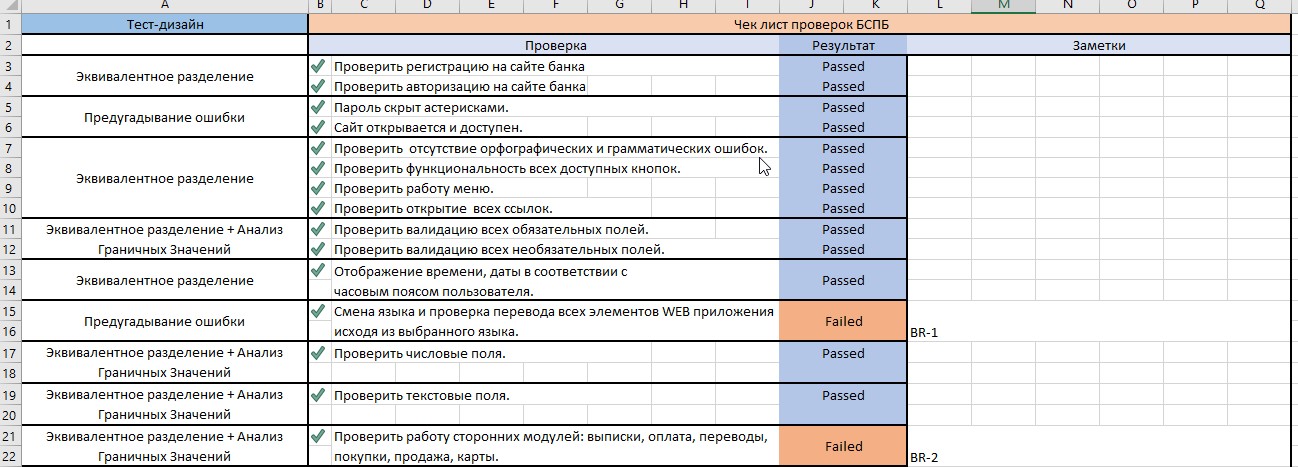 A B C D E F G H I J K L M N O P Q
1 Тест-дизайн Чек лист проверок БСПБ
2 Проверка Результат Заметки
3 Эквивалентное разделение Проверить регистрацию на сайте банка Passed
4 Проверить авторизацию на сайте банка Passed
5 Предугадывание ошибки Пароль скрыт астерисками. Passed
6 Сайт открывается и доступен. Passed
7 Эквивалентное разделение Проверить  отсутствие орфографических и грамматических ошибок. Passed
8 Проверить функциональность всех доступных кнопок. Passed
9 Проверить работу меню. Passed
10 Проверить открытие  всех ссылок. Passed
11 Эквивалентное разделение + Анализ Проверить валидацию всех обязательных полей. Passed
12 Граничных Значений Проверить валидацию всех необязательных полей. Passed
13 Эквивалентное разделение Отображение времени, даты в соответствии с Passed
14 часовым поясом пользователя.
15 Предугадывание ошибки Смена языка и проверка перевода всех элементов WEB приложения Failed
16 исходя из выбранного языка. BR-1
17 Эквивалентное разделение + Анализ Проверить числовые поля. Passed
18 Граничных Значений
19 Эквивалентное разделение + Анализ Проверить текстовые поля. Passed
20 Граничных Значений
21 Эквивалентное разделение + Анализ Проверить работу сторонних модулей: выписки, оплата, переводы, Failed
22 Граничных Значений покупки, продажа, карты. BR-2